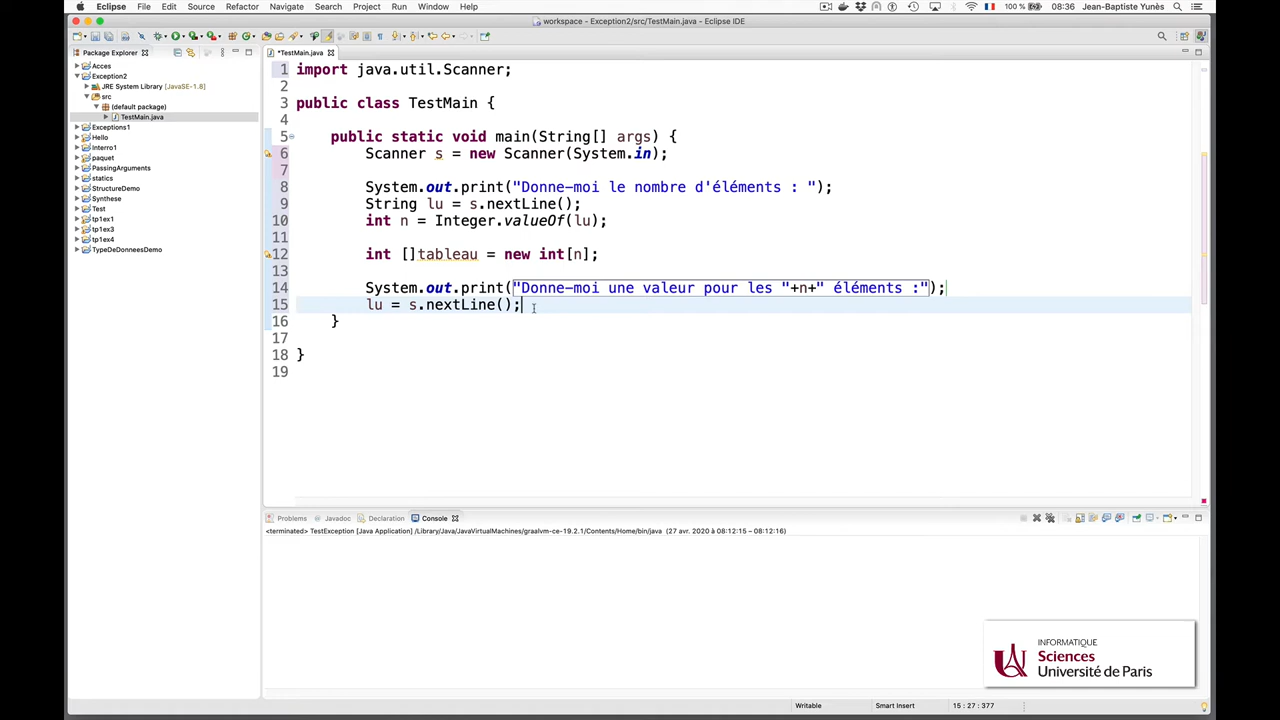 Eclipse File Edit Source Refactor Navigate Search Project Run Window Help 100 % 08:36 Jean-Baptiste Yunès
workspace - Exception2/src/TestMain.java - Eclipse IDE
Package Explorer
*TestMain.java
Acces
Exception2
JRE System Library [JavaSE-1.8]
src
(default package)
TestMain.java
Exceptions1
Hello
Interro1
paquet
PassingArguments
statics
StructureDemo
Synthese
Test
tp1ex1
tp1ex3
tp1ex4
TypeDeDonneesDemo
1 import java.util.Scanner;
2
3 public class TestMain {
4
5 public static void main(String[] args) {
6 Scanner s = new Scanner(System.in);
7
8 System.out.print("Donne-moi le nombre d'éléments : ");
9 String lu = s.nextLine();
10 int n = Integer.valueOf(lu);
11
12 int []tableau = new int[n];
13
14 System.out.print("Donne-moi une valeur pour les "+n+" éléments :");
15 lu = s.nextLine();
16 }
17
18 }
19
Problems Javadoc Declaration Console
<terminated> TestException [Java Application] /Library/Java/JavaVirtualMachines/graalvm-ce-19.2.1/Contents/Home/bin/java (27 avr. 2020 à 08:12:15 – 08:12:16)
INFORMATIQUE
Sciences
Université de Paris
Writable Smart Insert 15 : 27 : 377